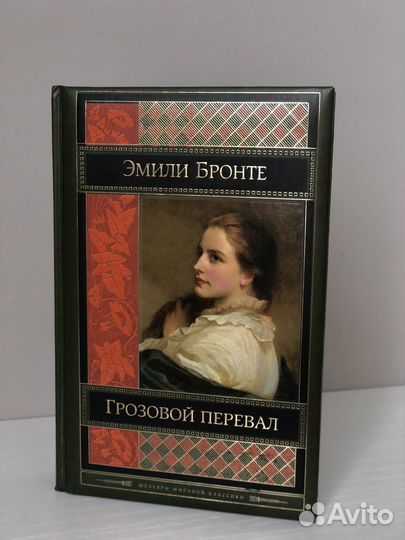 ЭМИЛИ БРОНТЕ
ГРОЗОВОЙ ПЕРЕВАЛ
ШЕДЕВРЫ МИРОВОЙ КЛАССИКИ
Avito